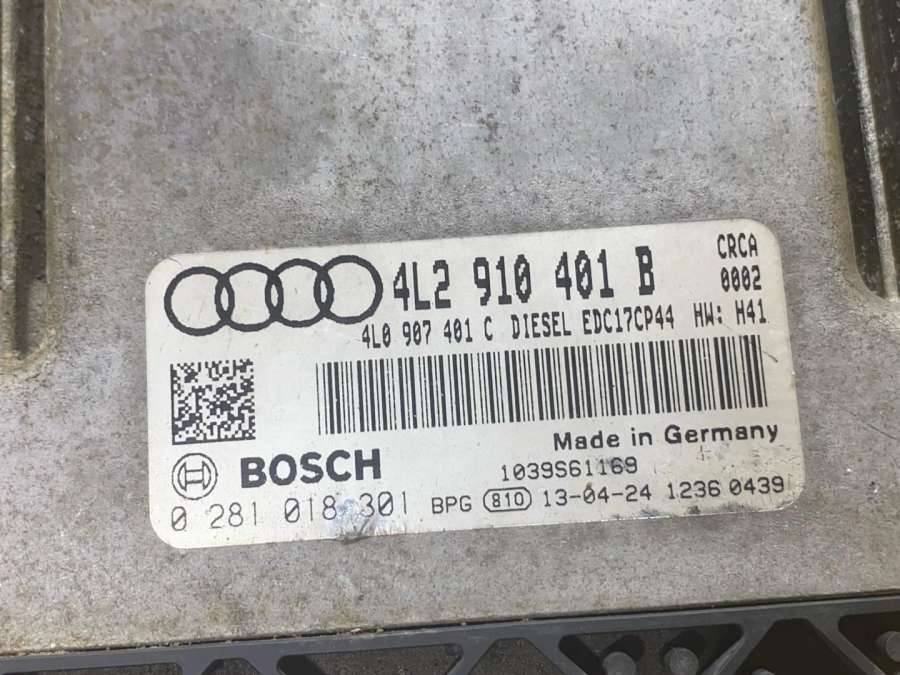 4L2 910 401 B CRCA
0002
4L0 907 401 C DIESEL EDC17CP44 HW: H41
Made in Germany
BOSCH 1039S61169
0 281 018 301 BPG 810 13-04-24 1236 0439